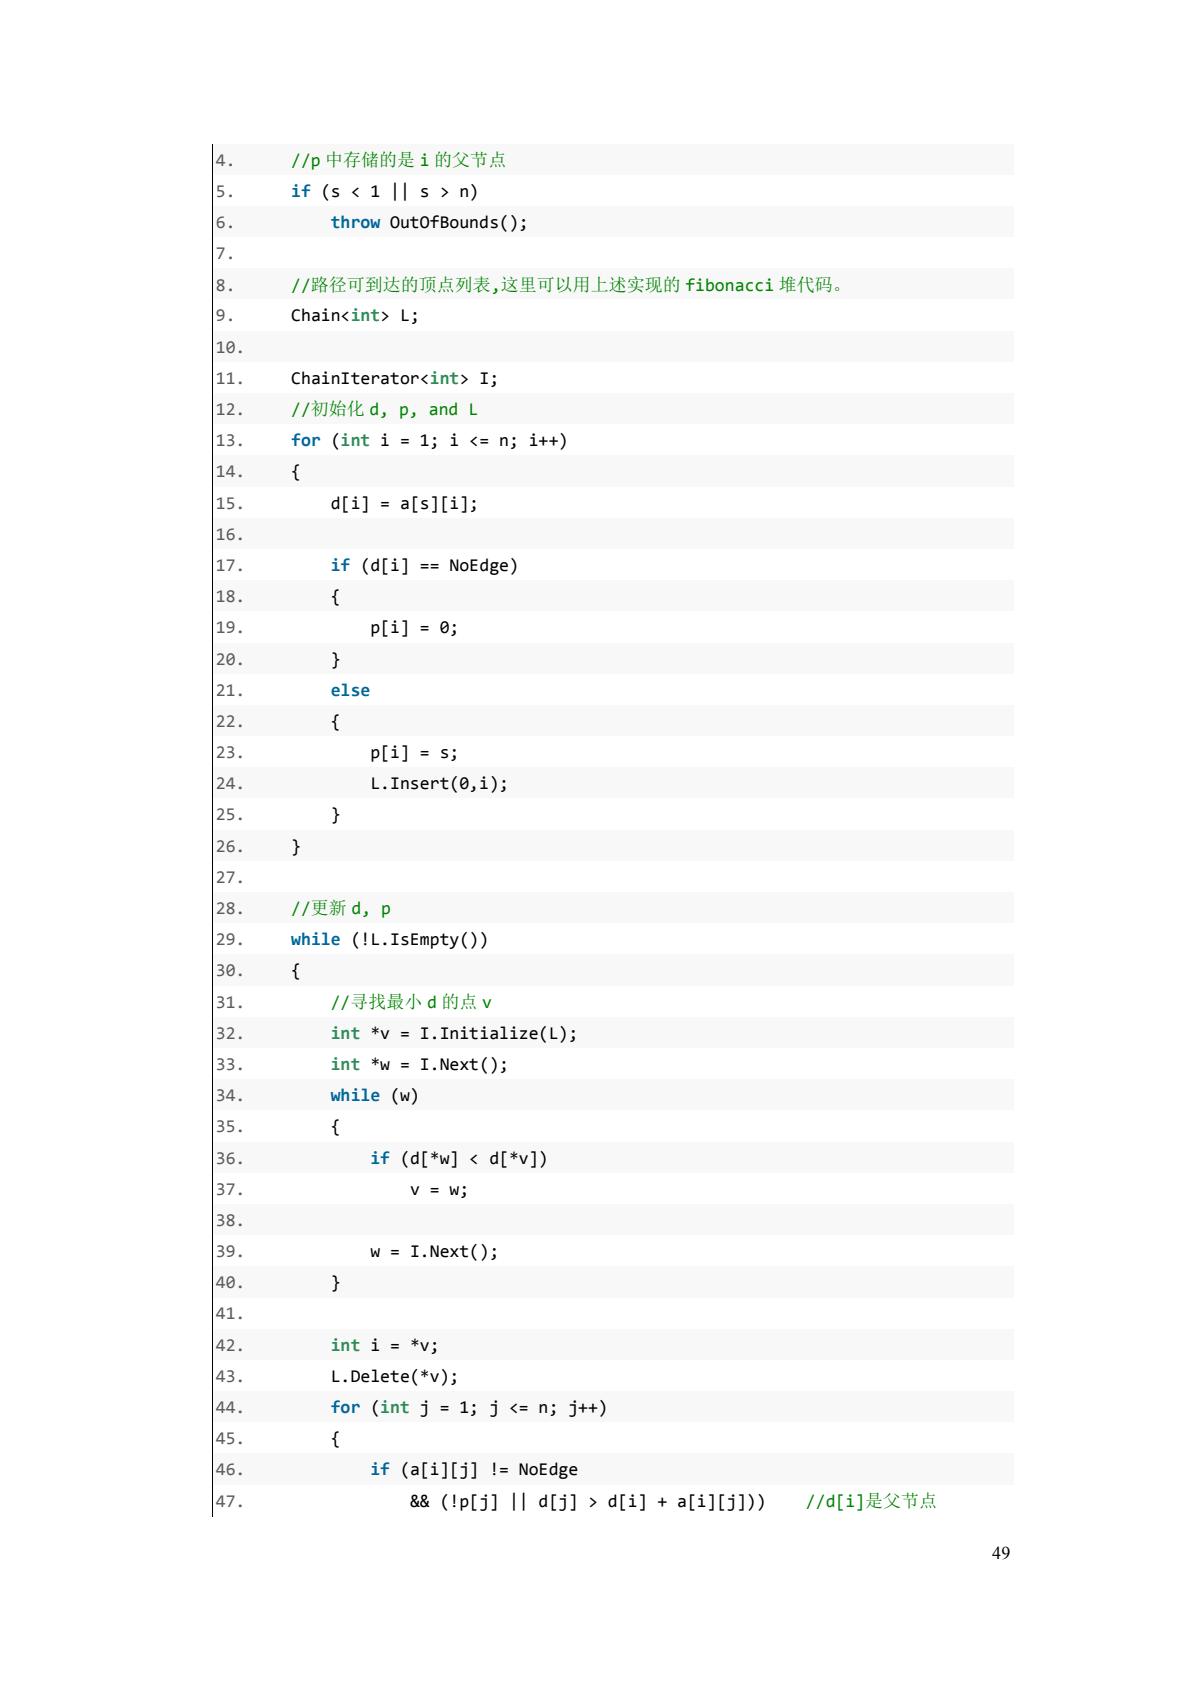 4. //p 中存储的是 i 的父节点
5. if (s < 1 || s > n)
6. throw OutOfBounds();
7.
8. //路径可到达的顶点列表,这里可以用上述实现的 fibonacci 堆代码。
9. Chain<int> L;
10.
11. ChainIterator<int> I;
12. //初始化 d, p, and L
13. for (int i = 1; i <= n; i++)
14. {
15. d[i] = a[s][i];
16.
17. if (d[i] == NoEdge)
18. {
19. p[i] = 0;
20. }
21. else
22. {
23. p[i] = s;
24. L.Insert(0,i);
25. }
26. }
27.
28. //更新 d, p
29. while (!L.IsEmpty())
30. {
31. //寻找最小 d 的点 v
32. int *v = I.Initialize(L);
33. int *w = I.Next();
34. while (w)
35. {
36. if (d[*w] < d[*v])
37. v = w;
38.
39. w = I.Next();
40. }
41.
42. int i = *v;
43. L.Delete(*v);
44. for (int j = 1; j <= n; j++)
45. {
46. if (a[i][j] != NoEdge
47. && (!p[j] || d[j] > d[i] + a[i][j])) //d[i]是父节点
49